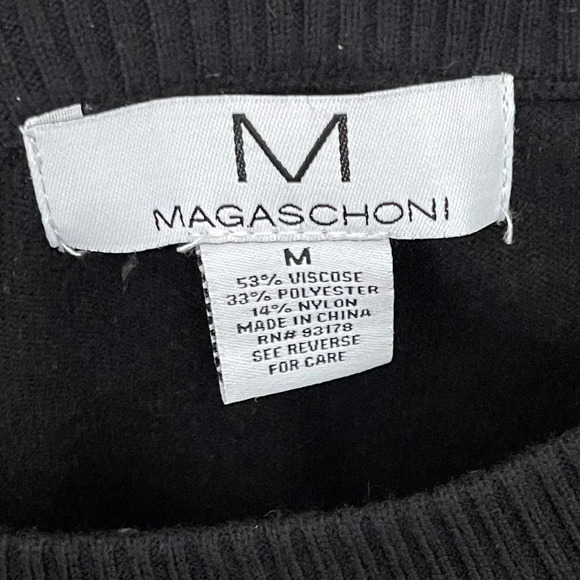 M
MAGASCHONI
M
53% VISCOSE
33% POLYESTER
14% NYLON
MADE IN CHINA
RN# 93178
SEE REVERSE
FOR CARE